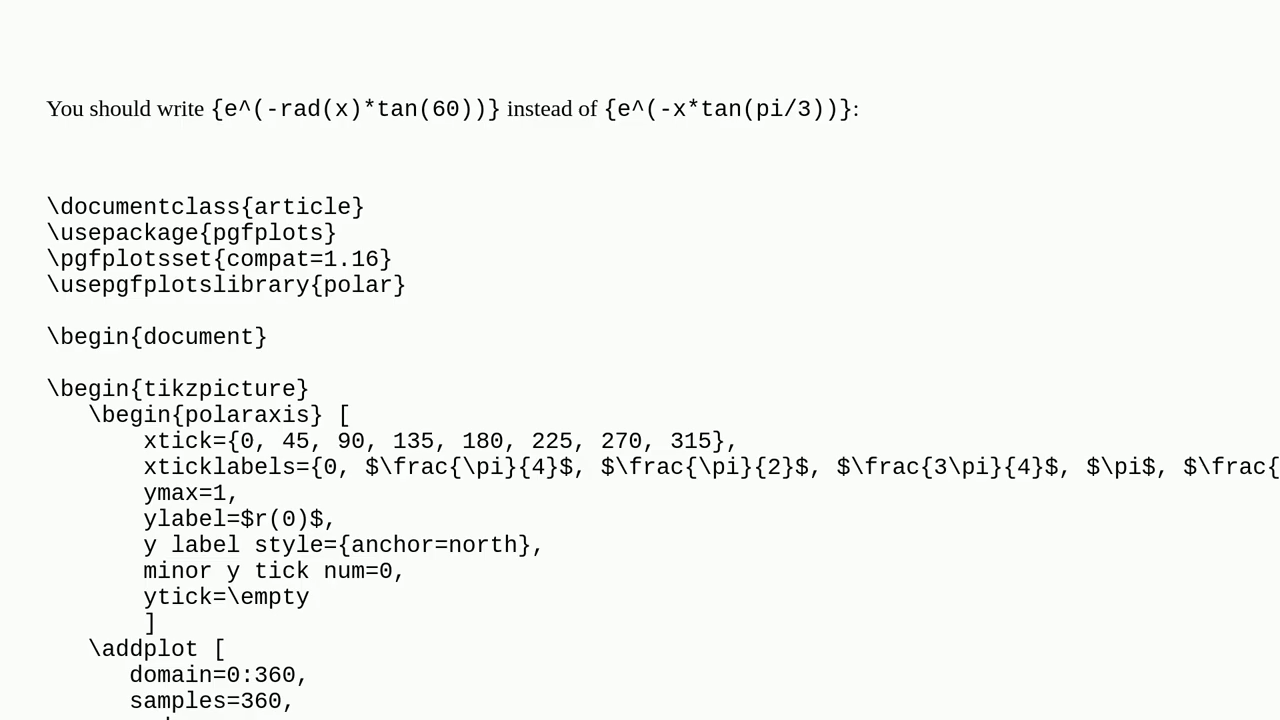 You should write {e^(-rad(x)*tan(60))} instead of {e^(-x*tan(pi/3))}:
\documentclass{article}
\usepackage{pgfplots}
\pgfplotsset{compat=1.16}
\usepgfplotslibrary{polar}
\begin{document}
\begin{tikzpicture}
\begin{polaraxis} [
xtick={0, 45, 90, 135, 180, 225, 270, 315},
xticklabels={0, $\frac{\pi}{4}$, $\frac{\pi}{2}$, $\frac{3\pi}{4}$, $\pi$, $\frac{
ymax=1,
ylabel=$r(0)$,
y label style={anchor=north},
minor y tick num=0,
ytick=\empty
]
\addplot [
domain=0:360,
samples=360,